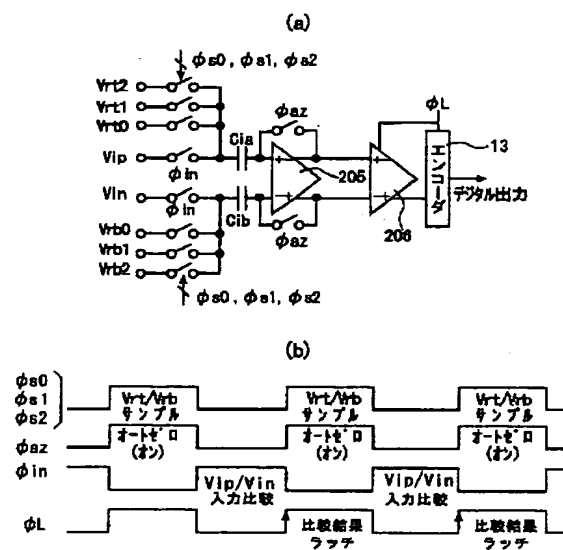 (a)
ϕs0, ϕs1, ϕs2
Vrt2
Vrt1
Vrt0
Vip
Vin
Vrb0
Vrb1
Vrb2
ϕin
ϕin
Cia
Cib
ϕaz
ϕaz
+ +
- +
205
+
- +
206
ϕL
エンコーダ
13
デジタル出力
ϕs0, ϕs1, ϕs2
(b)
ϕs0
ϕs1
ϕs2
Vrt/Vrb サンプル
Vrt/Vrb サンプル
Vrt/Vrb サンプル
ϕaz
オートゼロ (オン)
オートゼロ (オン)
オートゼロ (オン)
ϕin
Vip/Vin 入力比較
Vip/Vin 入力比較
ϕL
比較結果 ラッチ
比較結果 ラッチ